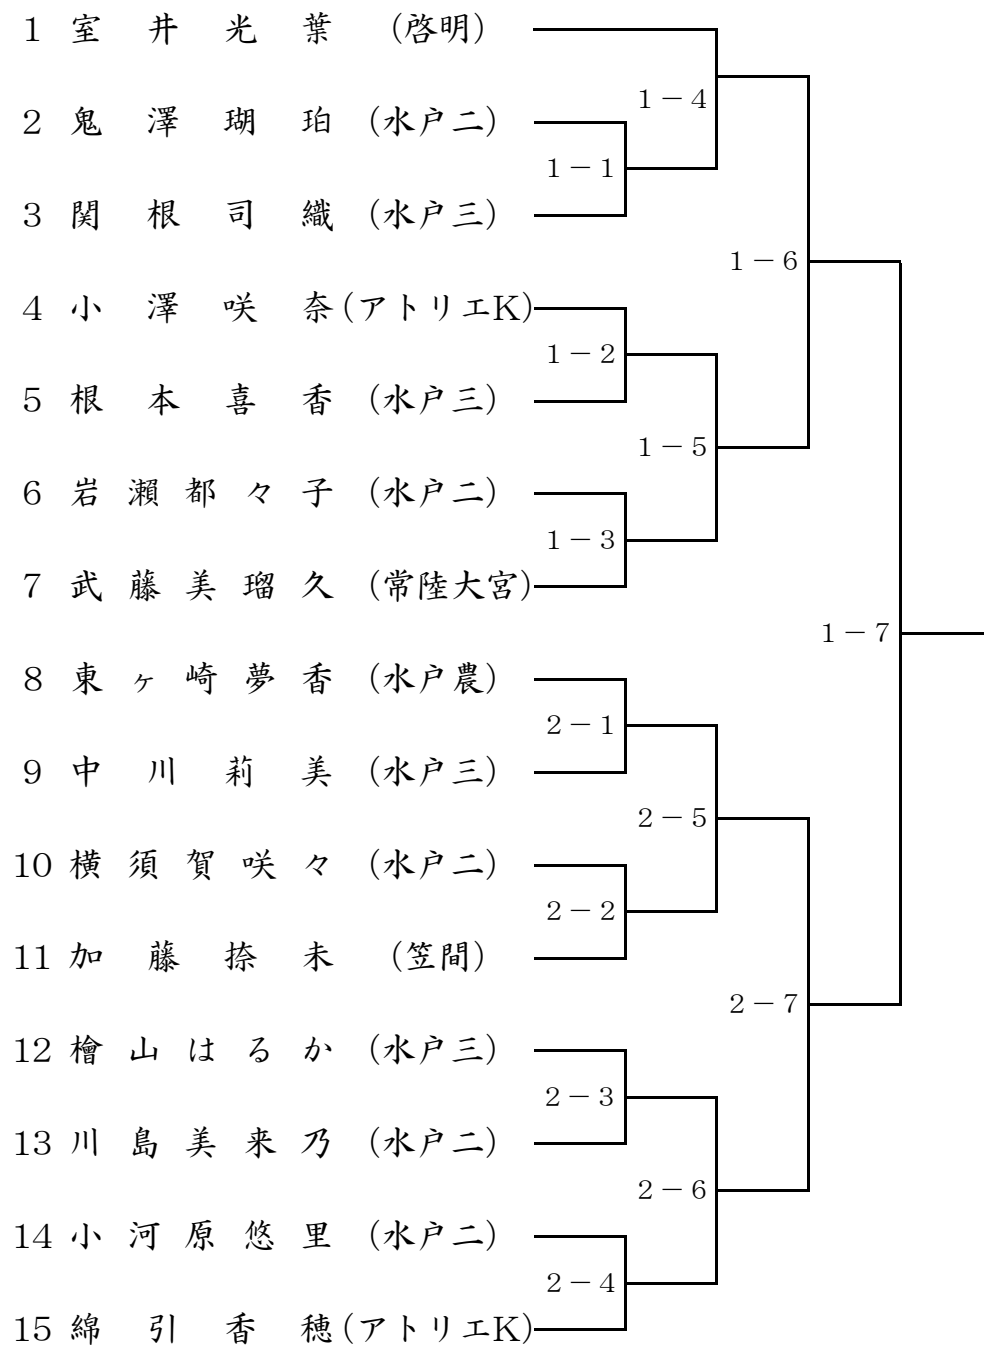 1 室井光葉 (啓明)
1－4
2 鬼澤瑚珀 (水戸二)
1－1
3 関根司織 (水戸三)
1－6
4 小澤咲奈 (アトリエK)
1－2
5 根本喜香 (水戸三)
1－5
6 岩瀬都々子 (水戸二)
1－3
7 武藤美瑠久 (常陸大宮)
1－7
8 東ヶ崎夢香 (水戸農)
2－1
9 中川莉美 (水戸三)
2－5
10 横須賀咲々 (水戸二)
2－2
11 加藤捺未 (笠間)
2－7
12 檜山はるか (水戸三)
2－3
13 川島美来乃 (水戸二)
2－6
14 小河原悠里 (水戸二)
2－4
15 綿引香穂 (アトリエK)